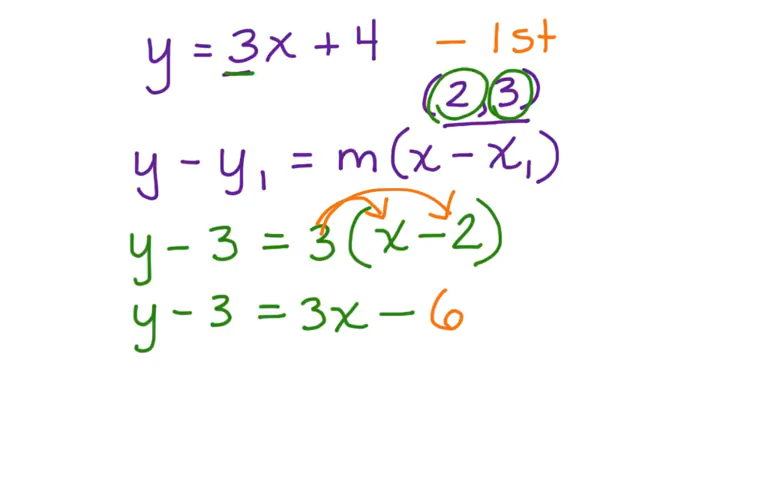 y = 3x + 4 - 1st
(2, 3)
y - y₁ = m(x - x₁)
y - 3 = 3(x - 2)
y - 3 = 3x - 6